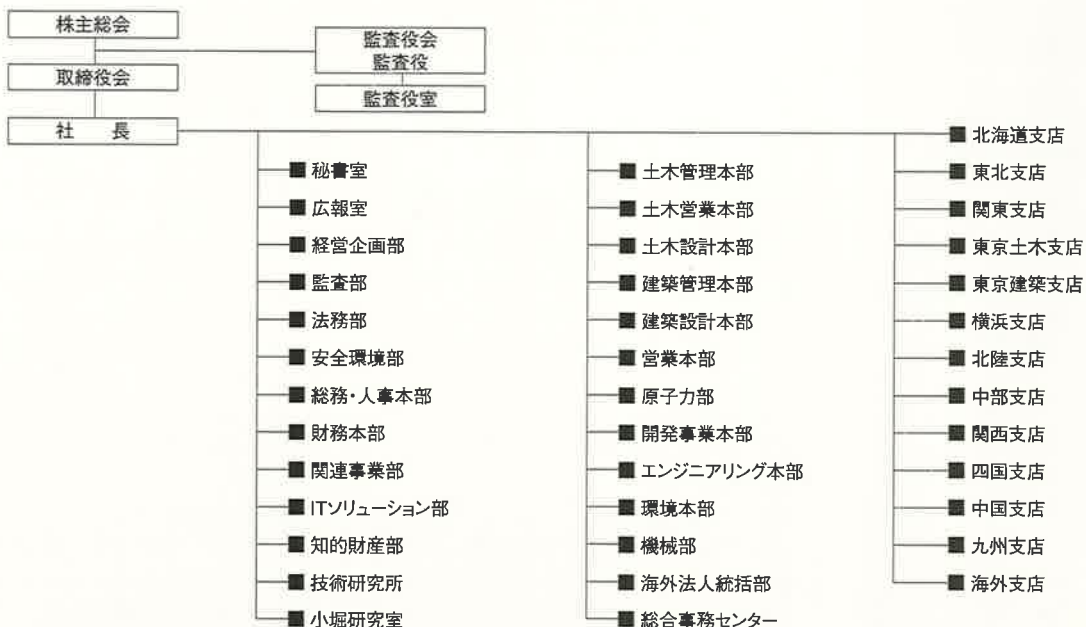 株主総会
監査役会
監査役
取締役会
監査役室
社 長
秘書室
広報室
経営企画部
監査部
法務部
安全環境部
総務・人事本部
財務本部
関連事業部
ITソリューション部
知的財産部
技術研究所
小堀研究室
土木管理本部
土木営業本部
土木設計本部
建築管理本部
建築設計本部
営業本部
原子力部
開発事業本部
エンジニアリング本部
環境本部
機械部
海外法人統括部
総合事務センター
北海道支店
東北支店
関東支店
東京土木支店
東京建築支店
横浜支店
北陸支店
中部支店
関西支店
四国支店
中国支店
九州支店
海外支店